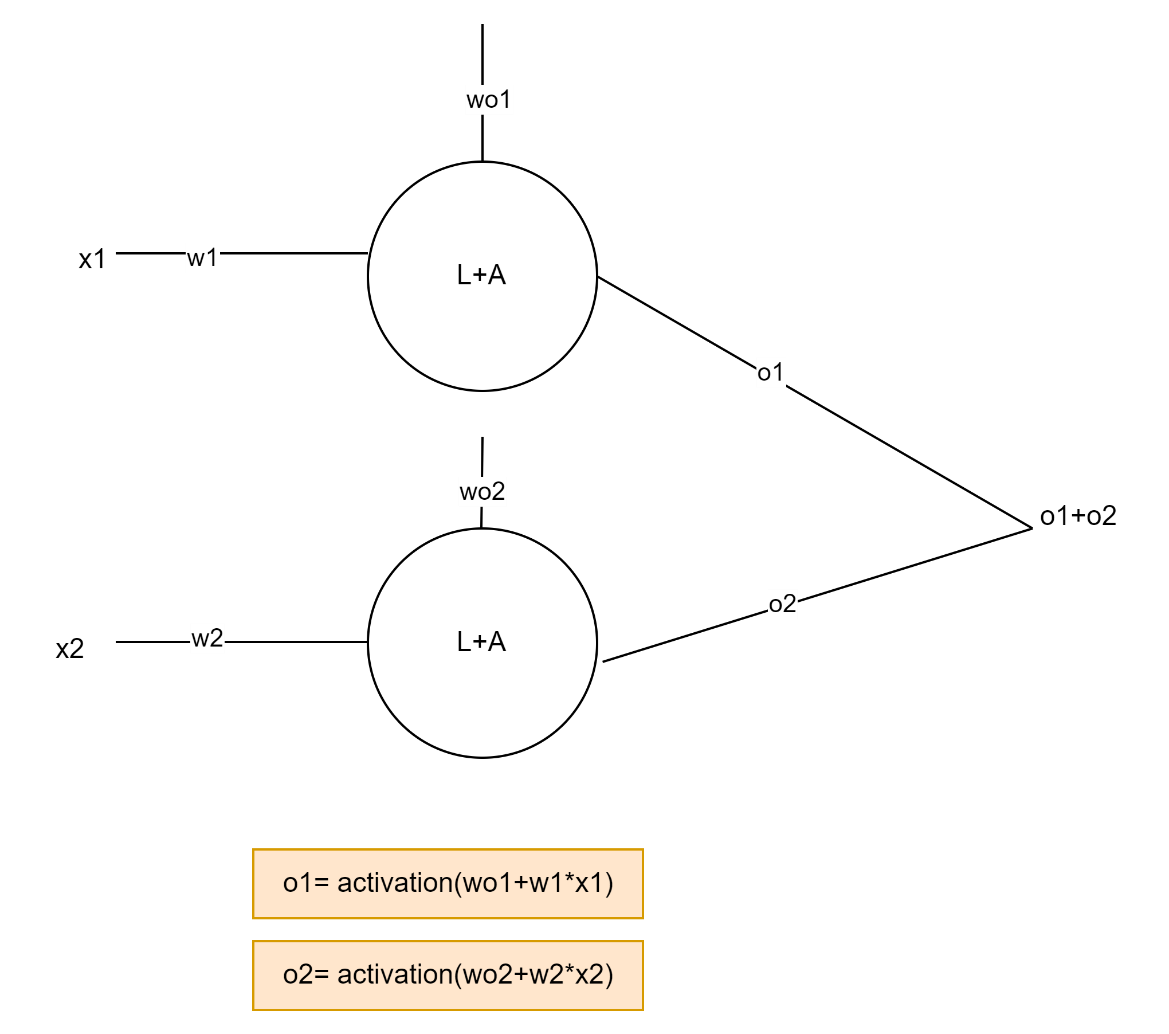 wo1
x1
w1
L+A
o1
wo2
o1+o2
o2
x2
w2
L+A
o1= activation(wo1+w1*x1)
o2= activation(wo2+w2*x2)